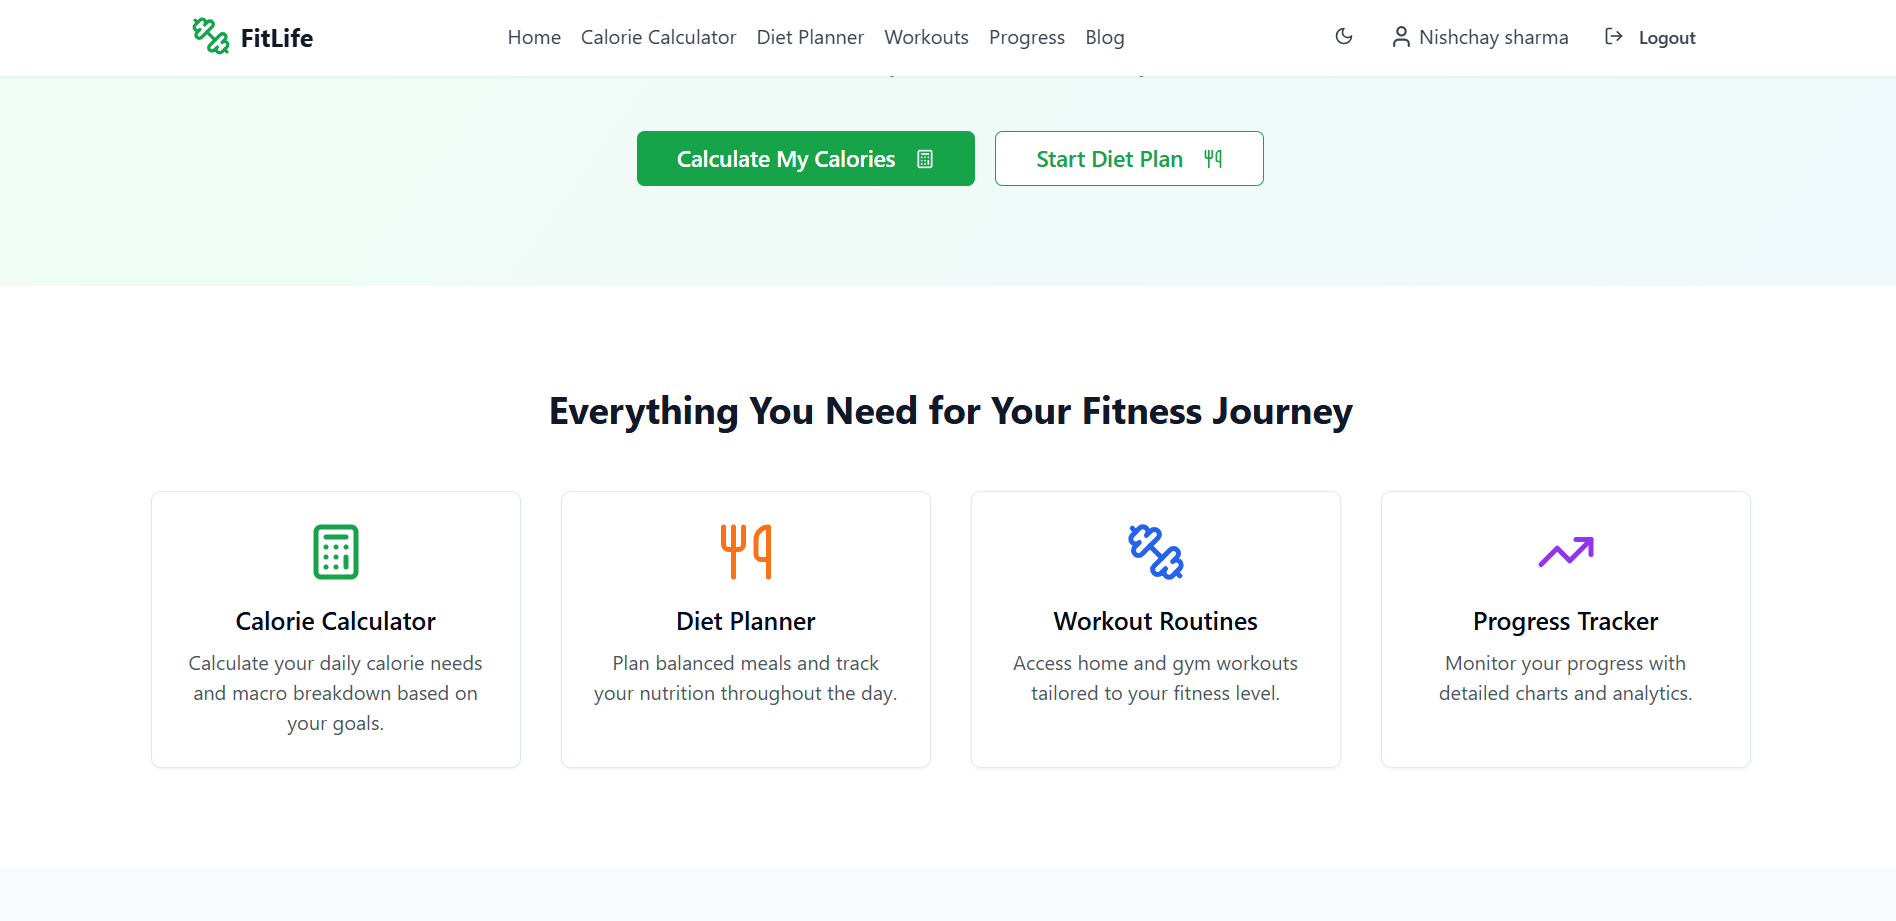 FitLife
Home
Calorie Calculator
Diet Planner
Workouts
Progress
Blog
Nishchay sharma
Logout
Calculate My Calories
Start Diet Plan
Everything You Need for Your Fitness Journey
Calorie Calculator
Calculate your daily calorie needs
and macro breakdown based on
your goals.
Diet Planner
Plan balanced meals and track
your nutrition throughout the day.
Workout Routines
Access home and gym workouts
tailored to your fitness level.
Progress Tracker
Monitor your progress with
detailed charts and analytics.